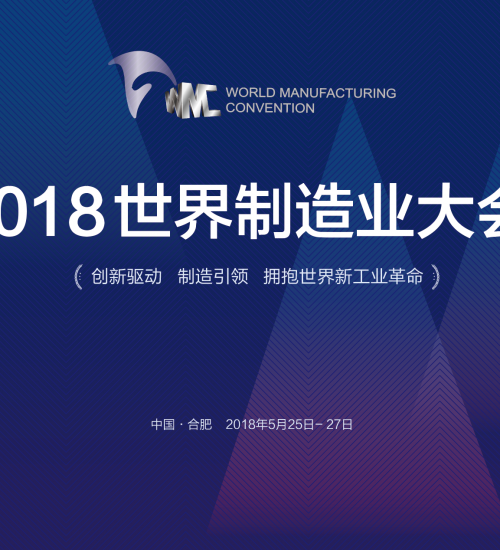 WMC WORLD MANUFACTURING
CONVENTION
018世界制造业大会
创新驱动 制造引领 拥抱世界新工业革命
中国·合肥 2018年5月25日-27日